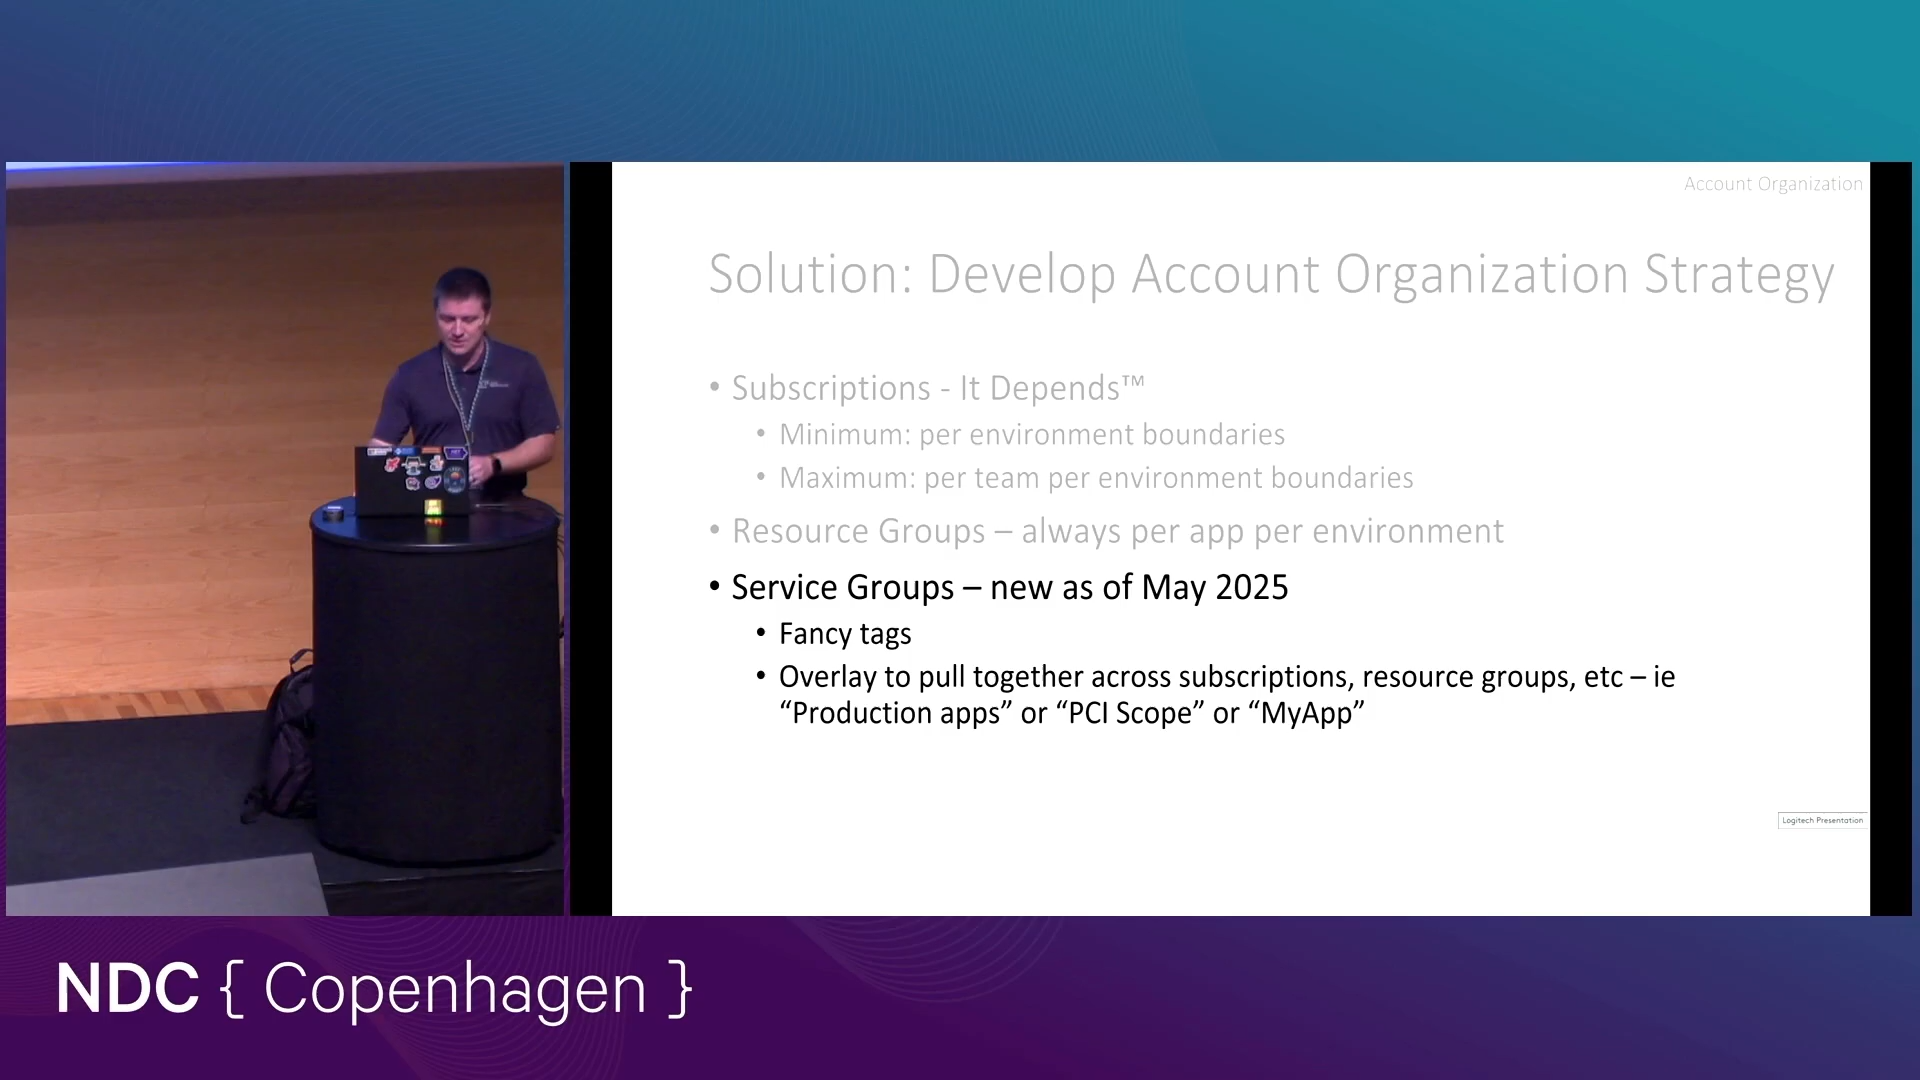 Account Organization
Solution: Develop Account Organization Strategy
• Subscriptions - It Depends™
• Minimum: per environment boundaries
• Maximum: per team per environment boundaries
• Resource Groups – always per app per environment
• Service Groups – new as of May 2025
• Fancy tags
• Overlay to pull together across subscriptions, resource groups, etc – ie
“Production apps” or “PCI Scope” or “MyApp”
Logitech Presentation
NDC { Copenhagen }